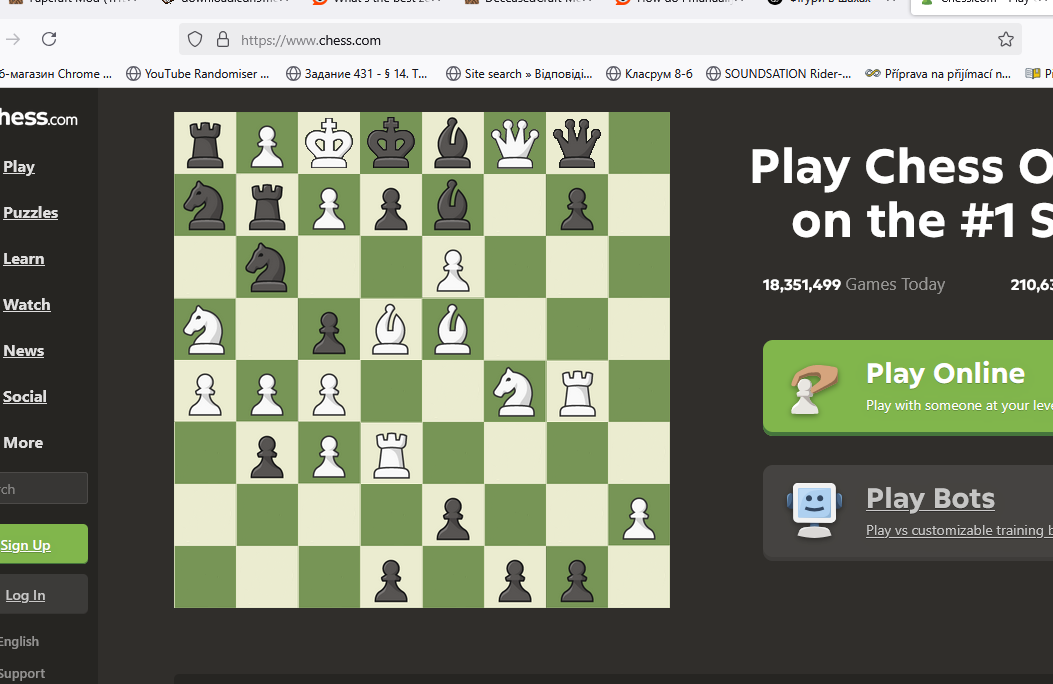 https://www.chess.com
б-магазин Chrome ... YouTube Randomiser ... Задание 431 - § 14. Т... Site search » Відповіді... Класрум 8-б SOUNDSATION Rider-... Příprava na přijímací n...
hess.com
Play
Puzzles
Learn
Watch
News
Social
More
rch
Sign Up
Log In
English
Support
Play Chess O
on the #1 S
18,351,499 Games Today 210,63
Play Online
Play with someone at your leve
Play Bots
Play vs customizable training b